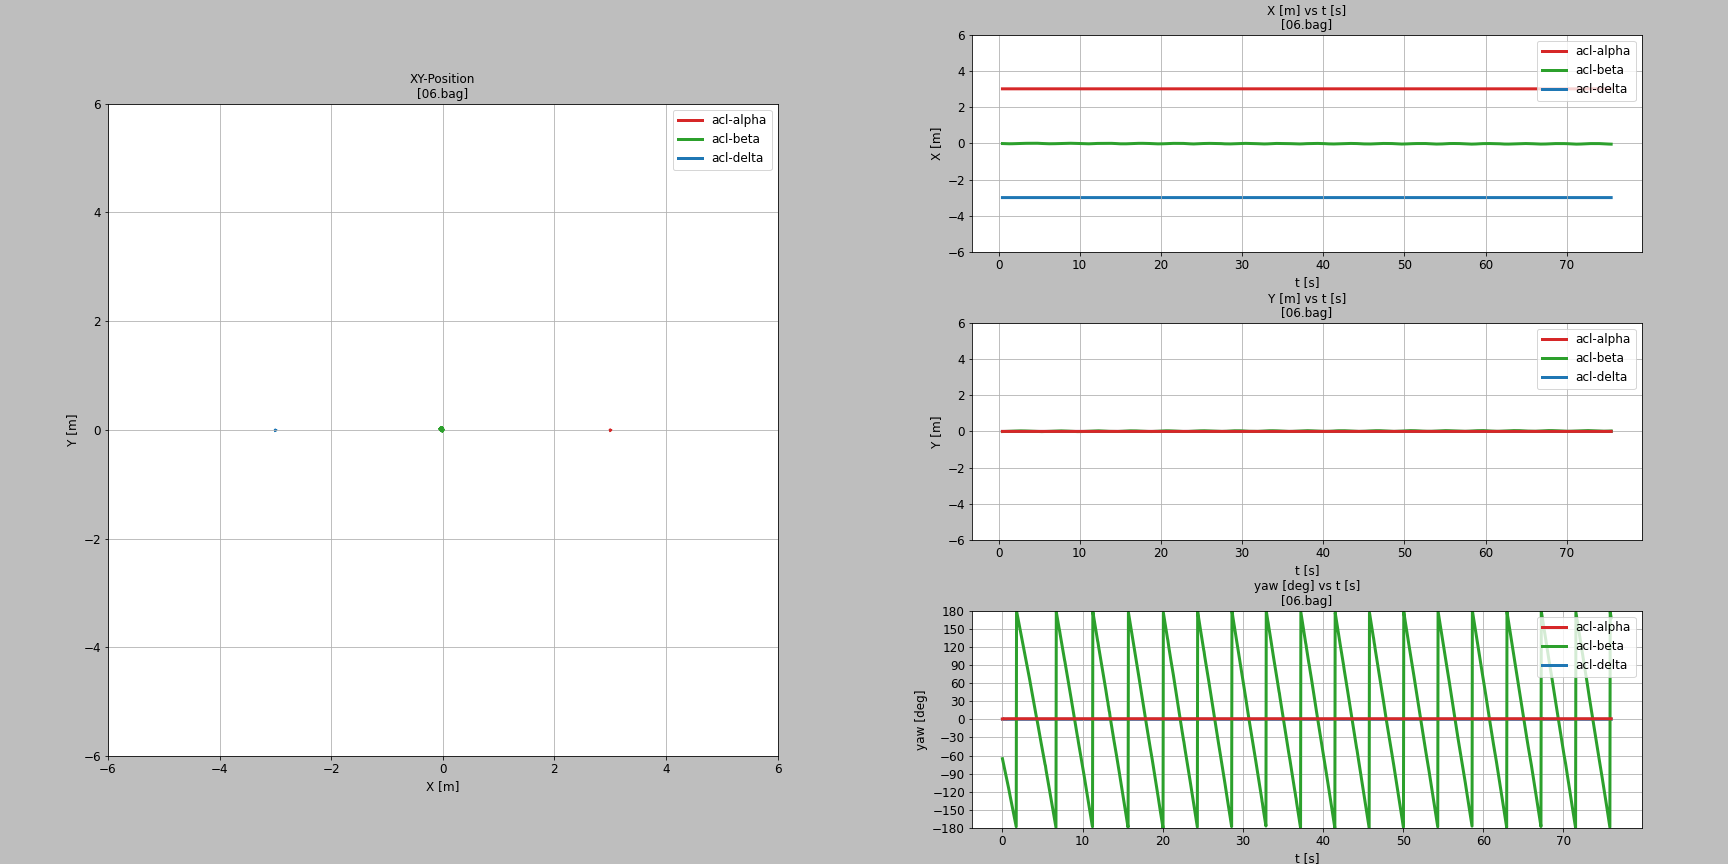 XY-Position
[06.bag]
6
4
2
0
−2
−4
−6
Y [m]
−6
−4
−2
0
2
4
6
X [m]
acl-alpha
acl-beta
acl-delta
X [m] vs t [s]
[06.bag]
6
4
2
0
−2
−4
−6
X [m]
0
10
20
30
40
50
60
70
t [s]
acl-alpha
acl-beta
acl-delta
Y [m] vs t [s]
[06.bag]
6
4
2
0
−2
−4
−6
Y [m]
0
10
20
30
40
50
60
70
t [s]
acl-alpha
acl-beta
acl-delta
yaw [deg] vs t [s]
[06.bag]
180
150
120
90
60
30
0
−30
−60
−90
−120
−150
−180
yaw [deg]
0
10
20
30
40
50
60
70
t [s]
acl-alpha
acl-beta
acl-delta